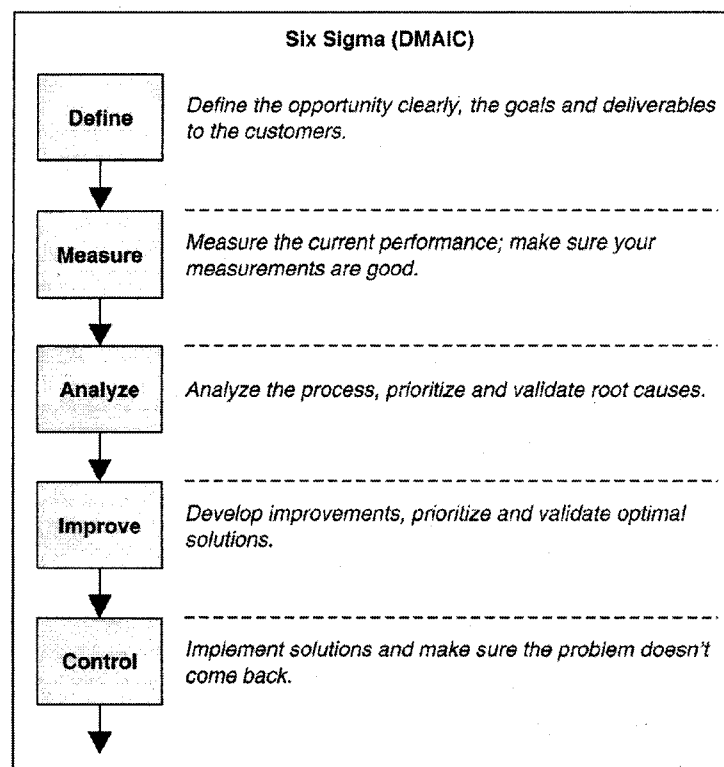 Six Sigma (DMAIC)
Define
Define the opportunity clearly, the goals and deliverables
to the customers.
Measure
Measure the current performance; make sure your
measurements are good.
Analyze
Analyze the process, prioritize and validate root causes.
Improve
Develop improvements, prioritize and validate optimal
solutions.
Control
Implement solutions and make sure the problem doesn't
come back.